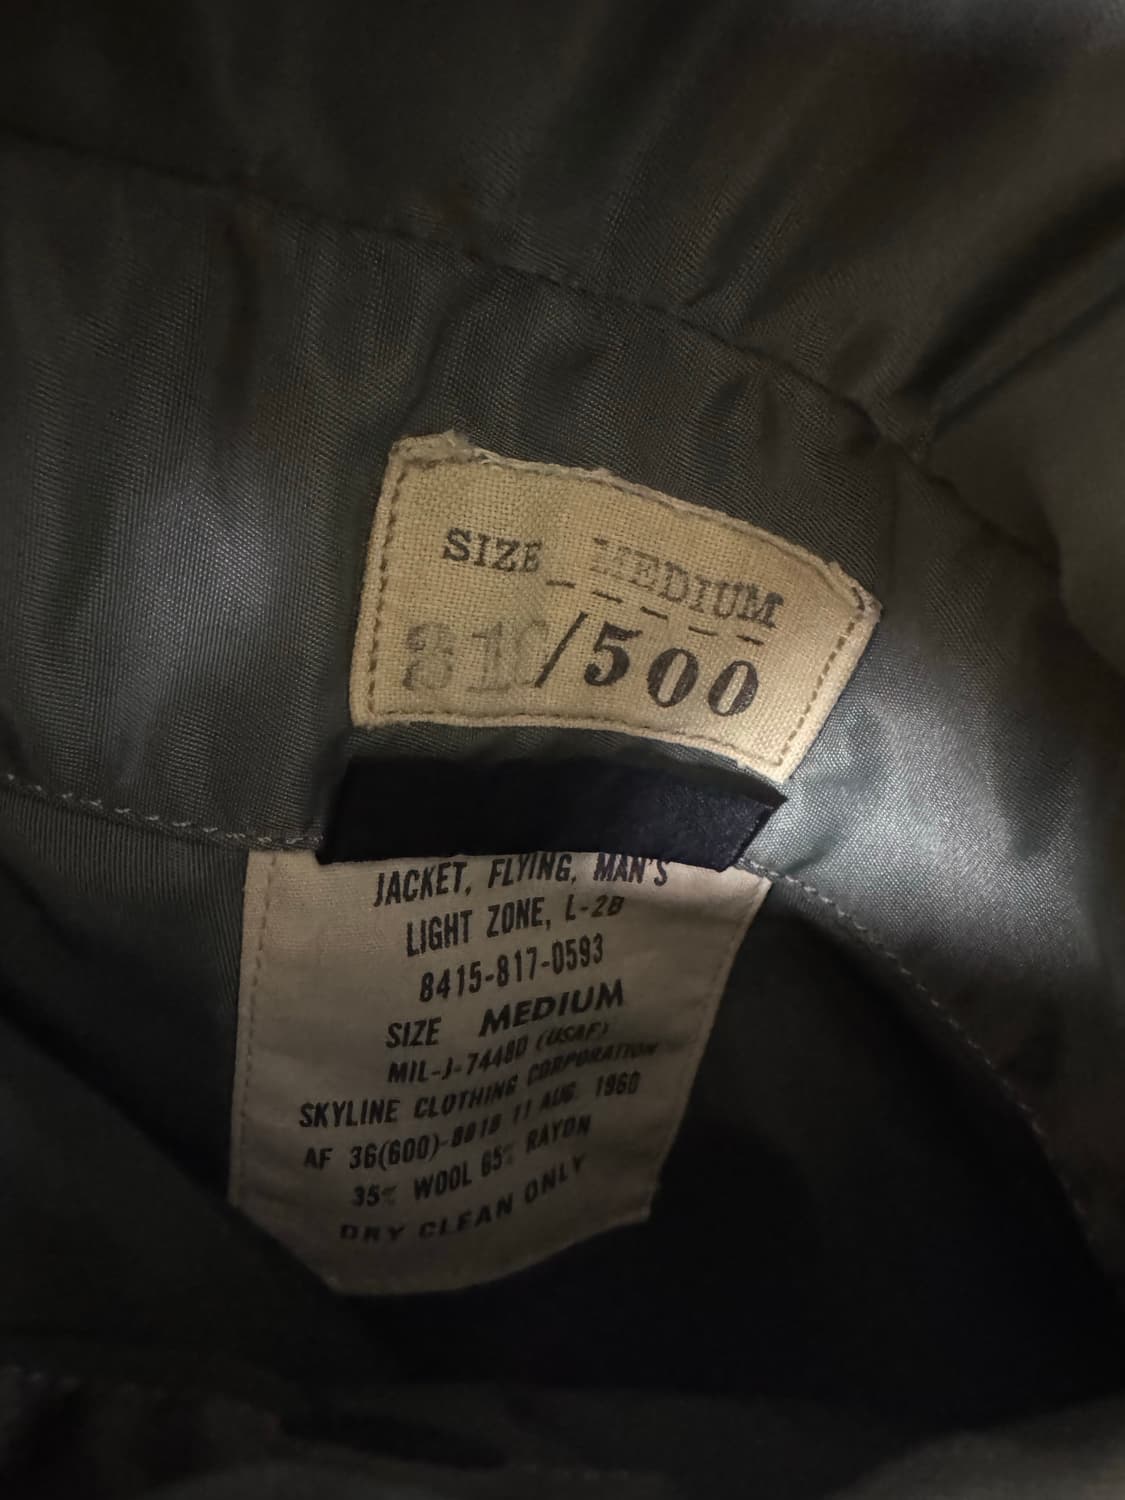 SIZE MEDIUM
/500
JACKET, FLYING, MAN'S
LIGHT ZONE, L-2B
8415-817-0593
SIZE MEDIUM
MIL-J-7448D (USAF)
SKYLINE CLOTHING CORPORATION
AF 36(600)-8018 11 AUG. 1960
35% WOOL 65% RAYON
DRY CLEAN ONLY